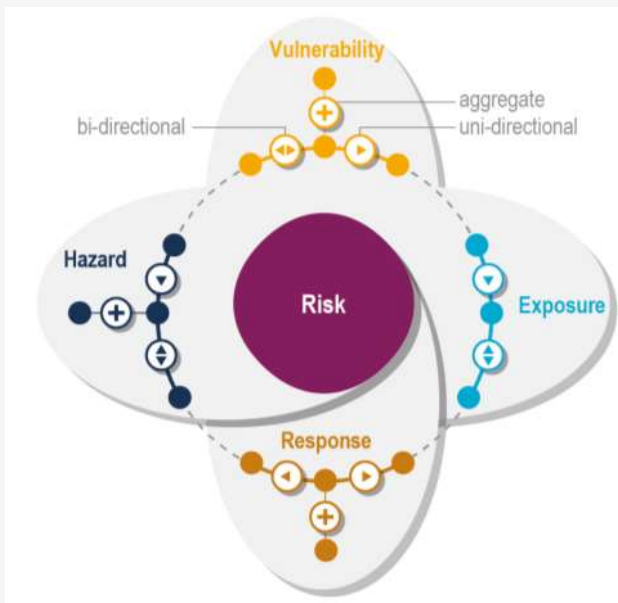 Vulnerability
aggregate
bi-directional
uni-directional
Hazard
Risk
Exposure
Response